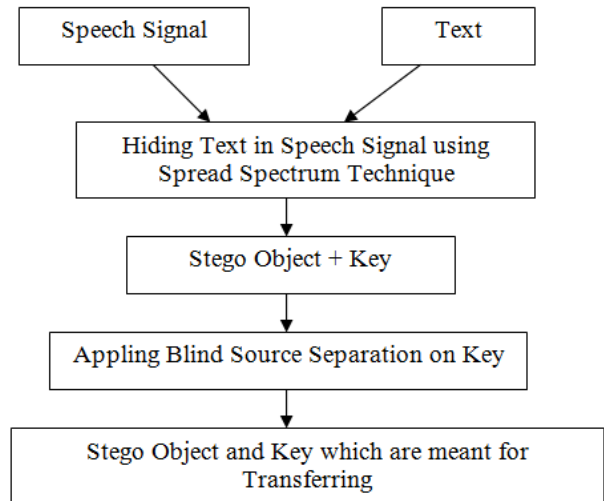 Speech Signal
Text
Hiding Text in Speech Signal using
Spread Spectrum Technique
Stego Object + Key
Appling Blind Source Separation on Key
Stego Object and Key which are meant for
Transferring